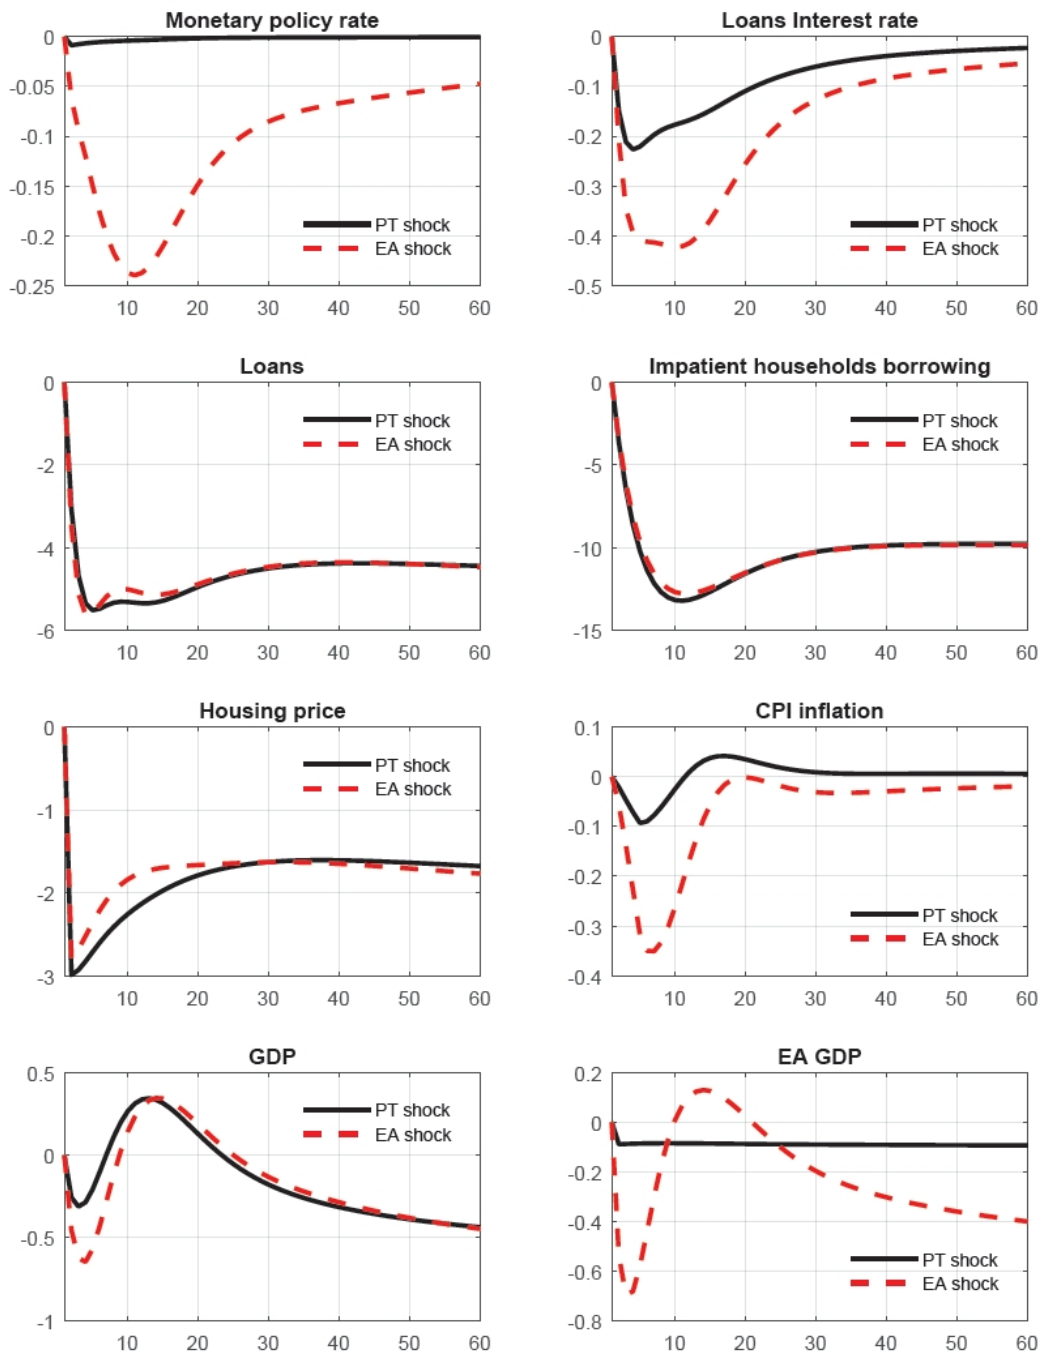 Monetary policy rate
0
-0.05
-0.1
-0.15
-0.2
-0.25
10 20 30 40 50 60
PT shock
EA shock
Loans Interest rate
0
-0.1
-0.2
-0.3
-0.4
-0.5
10 20 30 40 50 60
PT shock
EA shock
Loans
0
-2
-4
-6
10 20 30 40 50 60
PT shock
EA shock
Impatient households borrowing
0
-5
-10
-15
10 20 30 40 50 60
PT shock
EA shock
Housing price
0
-1
-2
-3
10 20 30 40 50 60
PT shock
EA shock
CPI inflation
0.1
0
-0.1
-0.2
-0.3
-0.4
10 20 30 40 50 60
PT shock
EA shock
GDP
0.5
0
-0.5
-1
10 20 30 40 50 60
PT shock
EA shock
EA GDP
0.2
0
-0.2
-0.4
-0.6
-0.8
10 20 30 40 50 60
PT shock
EA shock